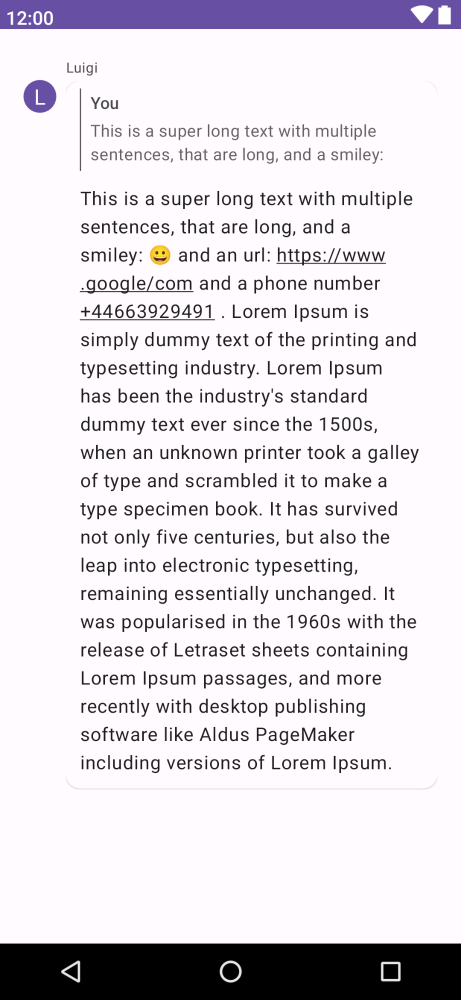 12:00
Luigi
L
You
This is a super long text with multiple
sentences, that are long, and a smiley:
This is a super long text with multiple
sentences, that are long, and a
smiley: 😀 and an url: https://www
.google/com and a phone number
+44663929491 . Lorem Ipsum is
simply dummy text of the printing and
typesetting industry. Lorem Ipsum
has been the industry's standard
dummy text ever since the 1500s,
when an unknown printer took a galley
of type and scrambled it to make a
type specimen book. It has survived
not only five centuries, but also the
leap into electronic typesetting,
remaining essentially unchanged. It
was popularised in the 1960s with the
release of Letraset sheets containing
Lorem Ipsum passages, and more
recently with desktop publishing
software like Aldus PageMaker
including versions of Lorem Ipsum.